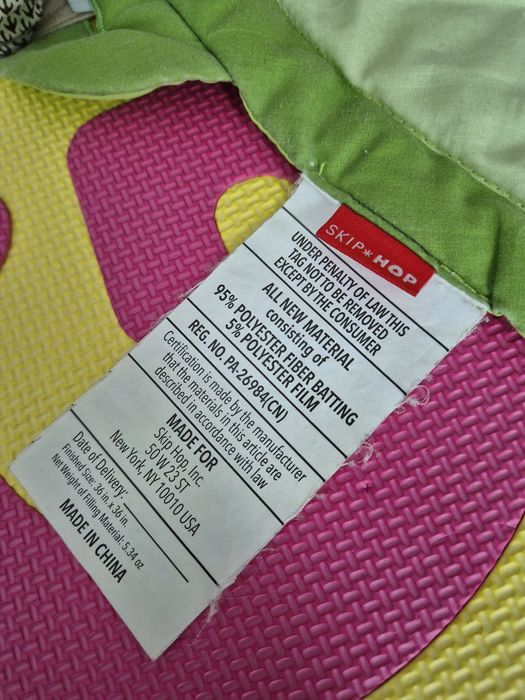 SKIP*HOP
UNDER PENALTY OF LAW THIS
TAG NOT TO BE REMOVED
EXCEPT BY THE CONSUMER
ALL NEW MATERIAL
consisting of
95% POLYESTER FIBER BATTING
5% POLYESTER FILM
REG. NO. PA-26984(CN)
Certification is made by the manufacturer
that the materials in this article are
described in accordance with law
MADE FOR
Skip Hop, Inc.
50 W 23 ST
New York, NY 10010 USA
Date of Delivery:
Finished Size: 36 in. x 36 in.
Net Weight of Filling Material: 5.34 oz
MADE IN CHINA